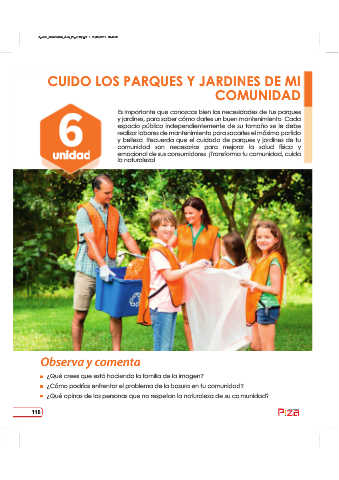 CUIDO LOS PARQUES Y JARDINES DE MI
COMUNIDAD
6
unidad
Es importante que conozcas bien las necesidades de tus parques
y jardines, para saber cómo darles un buen mantenimiento. Cada
espacio público independientemente de su tamaño se le debe
realizar labores de mantenimiento para sacarles el máximo partido
y belleza. Recuerda que el cuidado de parques y jardines de tu
comunidad son necesarias para mejorar la salud física y
emocional de sus consumidores. ¡Transforma tu comunidad, cuida
la naturaleza!
Observa y comenta
¿Qué crees que está haciendo la familia de la imagen?
¿Cómo podrías enfrentar el problema de la basura en tu comunidad?
¿Qué opinas de las personas que no respetan la naturaleza de su comunidad?
118